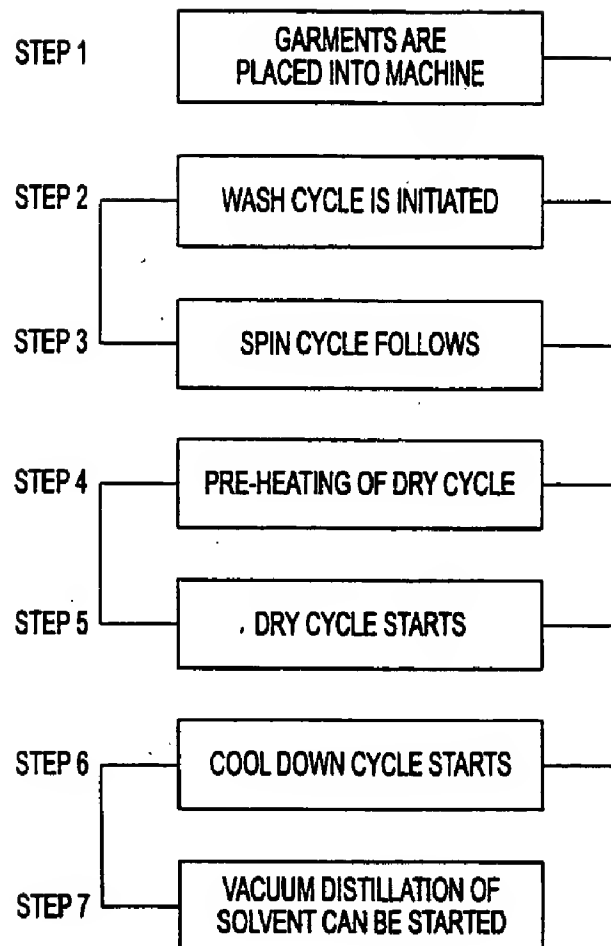 STEP 1
GARMENTS ARE
PLACED INTO MACHINE
STEP 2
WASH CYCLE IS INITIATED
STEP 3
SPIN CYCLE FOLLOWS
STEP 4
PRE-HEATING OF DRY CYCLE
STEP 5
DRY CYCLE STARTS
STEP 6
COOL DOWN CYCLE STARTS
STEP 7
VACUUM DISTILLATION OF
SOLVENT CAN BE STARTED